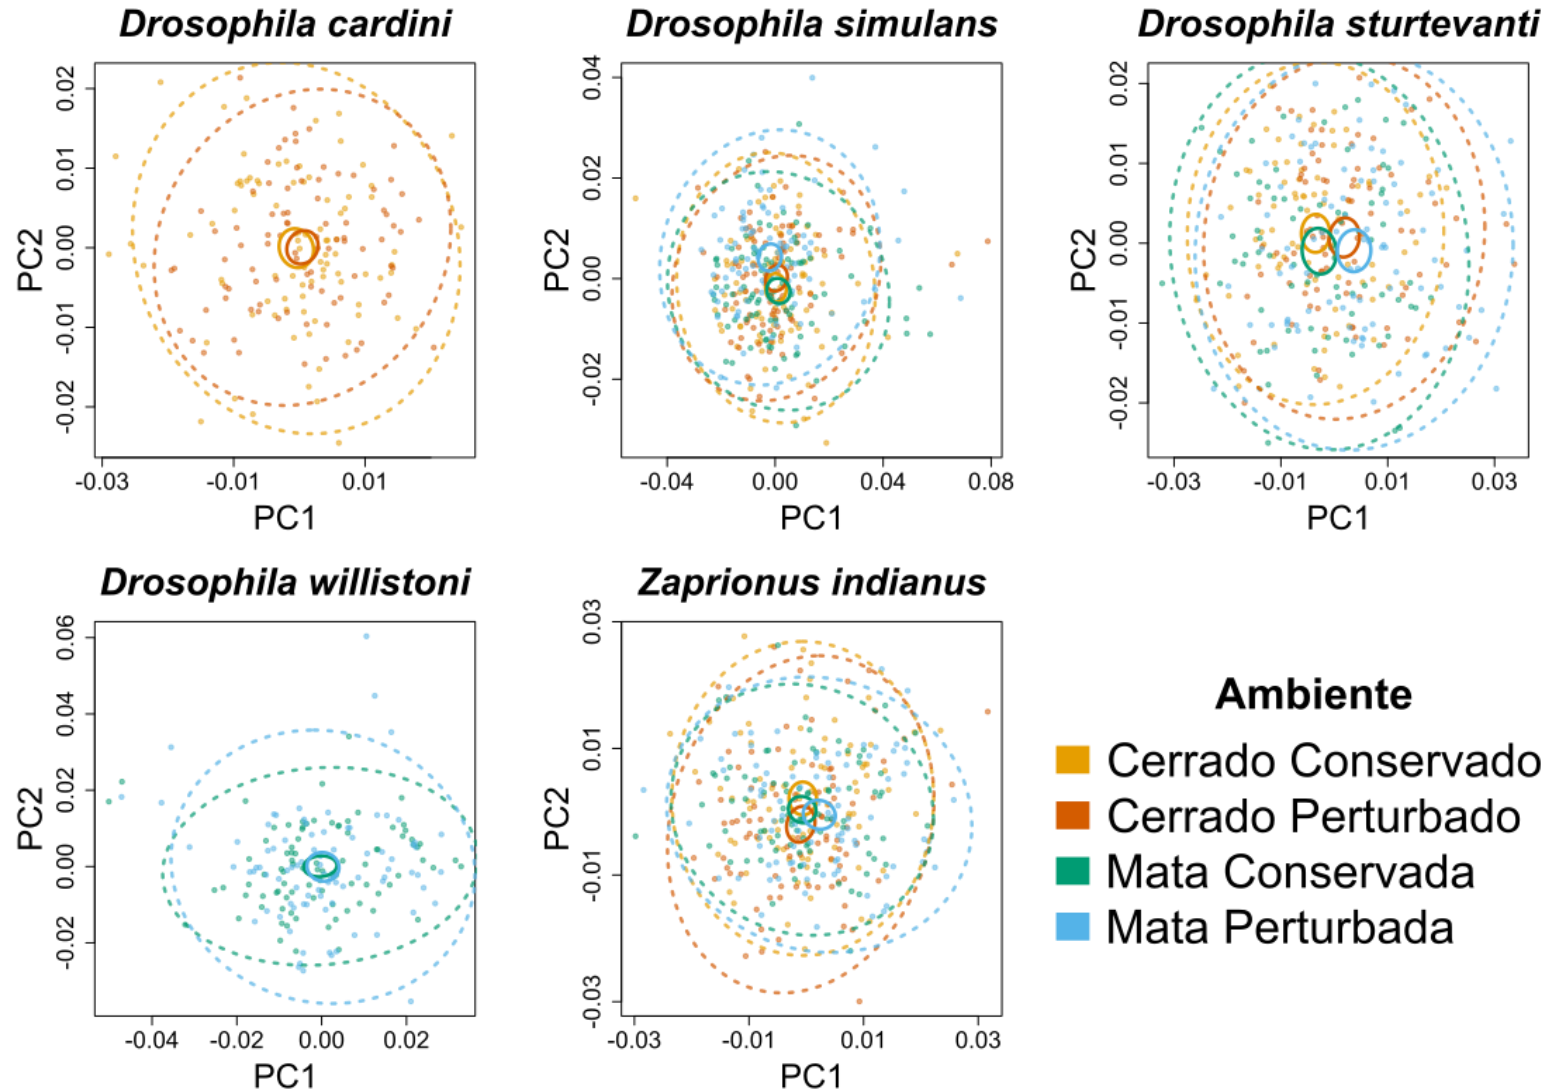 Drosophila cardini
PC2
0.02
0.01
0.00
-0.01
-0.02
-0.03
-0.01
0.01
PC1
Drosophila simulans
PC2
0.04
0.02
0.00
-0.02
-0.04
0.00
0.04
0.08
PC1
Drosophila sturtevanti
PC2
0.02
0.01
0.00
-0.01
-0.02
-0.03
-0.01
0.01
0.03
PC1
Drosophila willistoni
PC2
0.06
0.04
0.02
0.00
-0.02
-0.04
-0.02
0.00
0.02
PC1
Zaprionus indianus
PC2
0.03
0.01
-0.01
-0.03
-0.03
-0.01
0.01
0.03
PC1
Ambiente
Cerrado Conservado
Cerrado Perturbado
Mata Conservada
Mata Perturbada